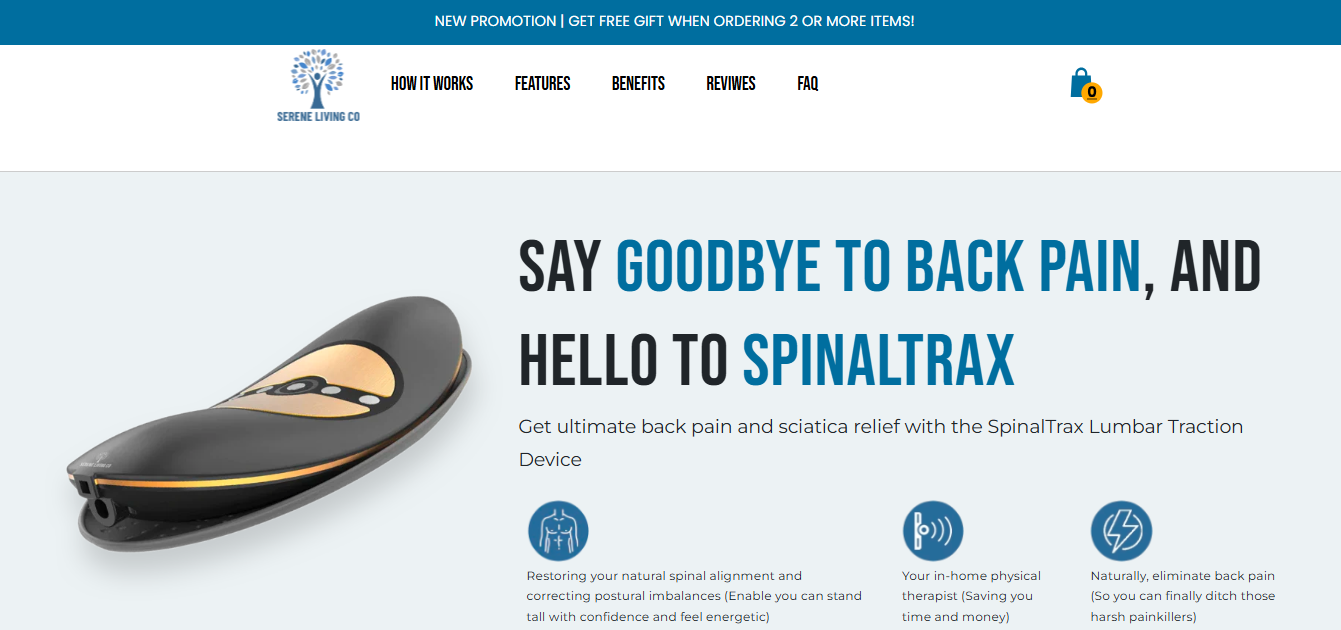 NEW PROMOTION | GET FREE GIFT WHEN ORDERING 2 OR MORE ITEMS!
SERENE LIVING CO
HOW IT WORKS FEATURES BENEFITS REVIWES FAQ
0
SAY GOODBYE TO BACK PAIN, AND
HELLO TO SPINALTRAX
Get ultimate back pain and sciatica relief with the SpinalTrax Lumbar Traction
Device
Restoring your natural spinal alignment and
correcting postural imbalances (Enable you can stand
tall with confidence and feel energetic)
Your in-home physical
therapist (Saving you
time and money)
Naturally, eliminate back pain
(So you can finally ditch those
harsh painkillers)